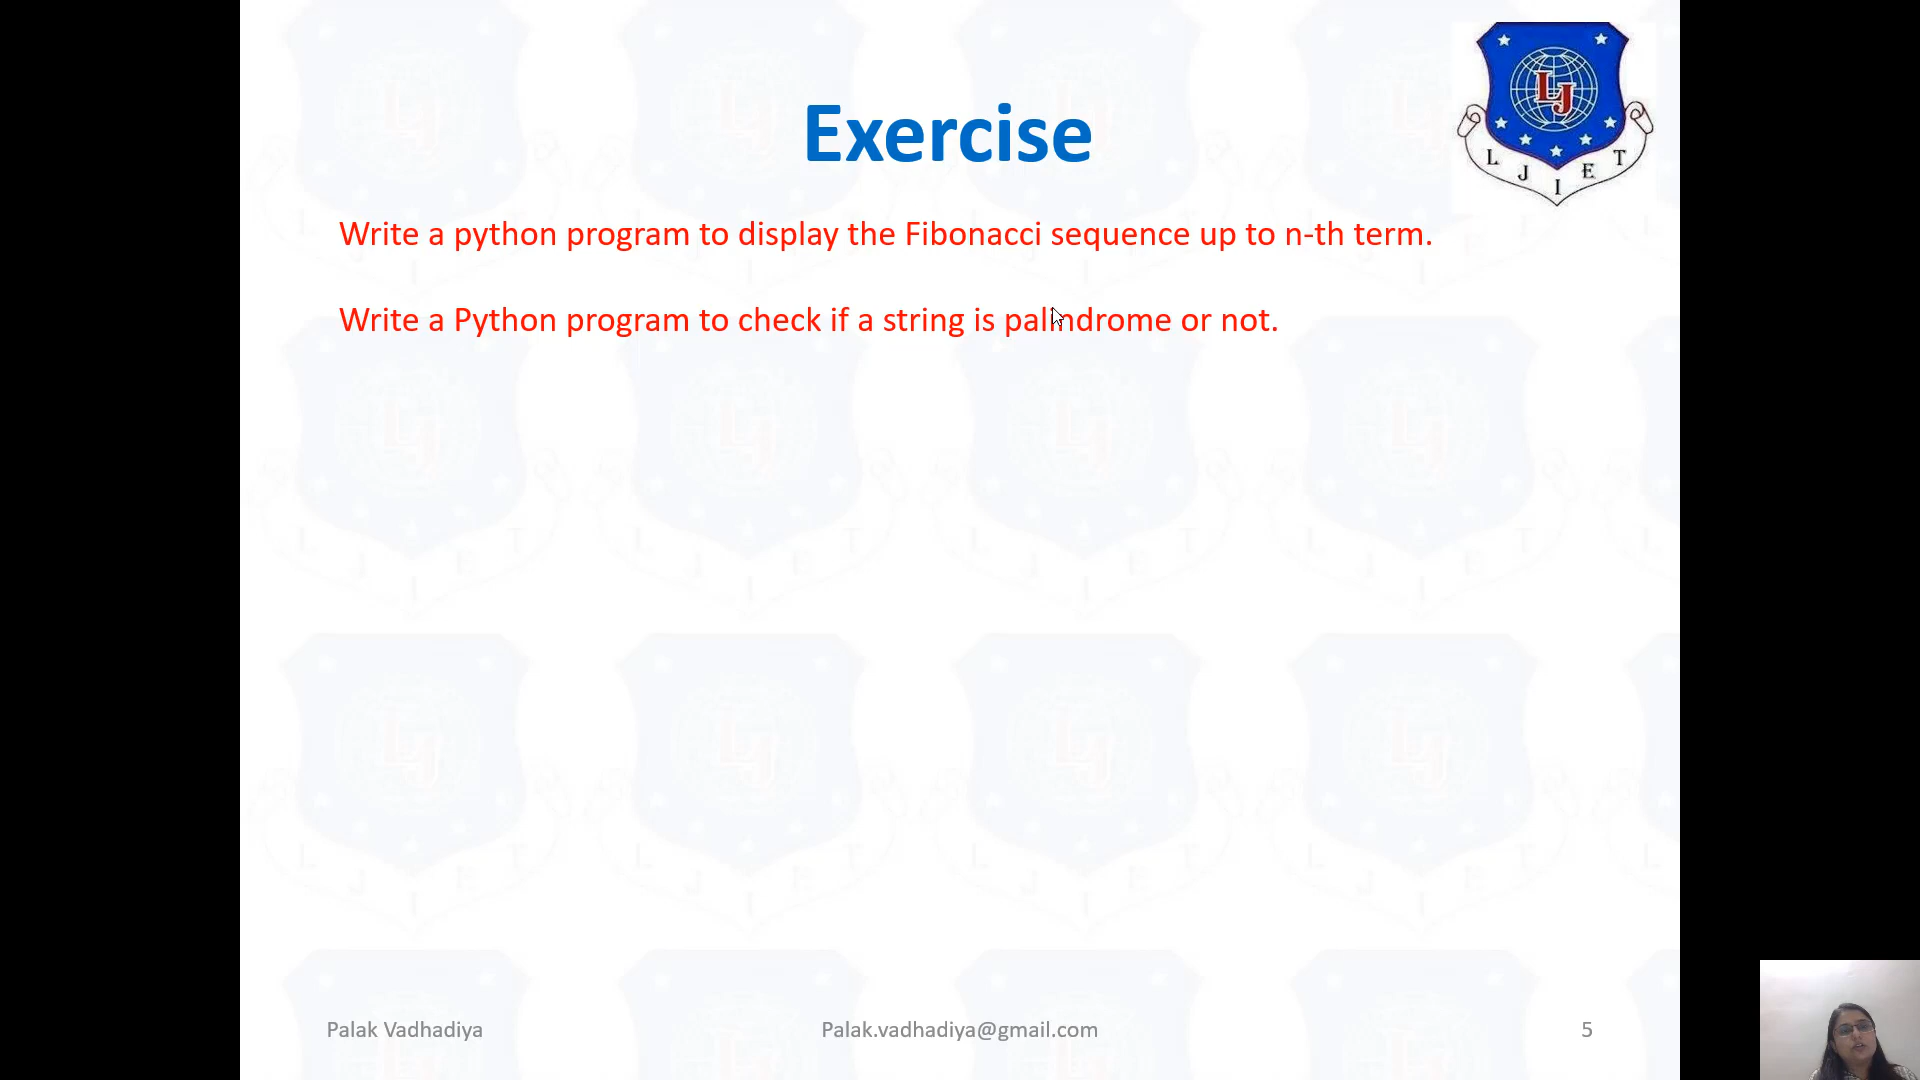 Exercise
LJ
L J I E T
Write a python program to display the Fibonacci sequence up to n-th term.
Write a Python program to check if a string is palindrome or not.
Palak Vadhadiya
Palak.vadhadiya@gmail.com
5